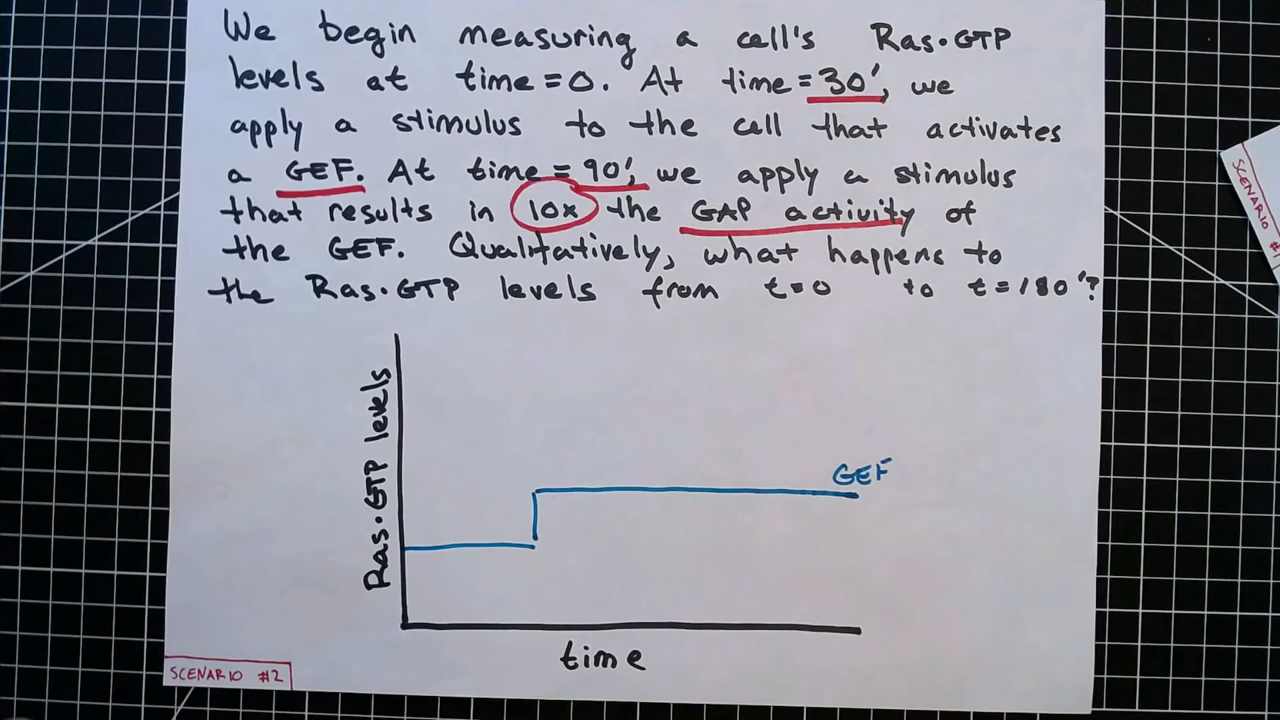 We begin measuring a cell's Ras·GTP
levels at time=0. At time=30', we
apply a stimulus to the cell that activates
a GEF. At time=90', we apply a stimulus
that results in 10x the GAP activity of
the GEF. Qualitatively, what happens to
the Ras·GTP levels from t=0 to t=180'?
Ras·GTP levels
GEF
time
SCENARIO #2
SCENARIO #1